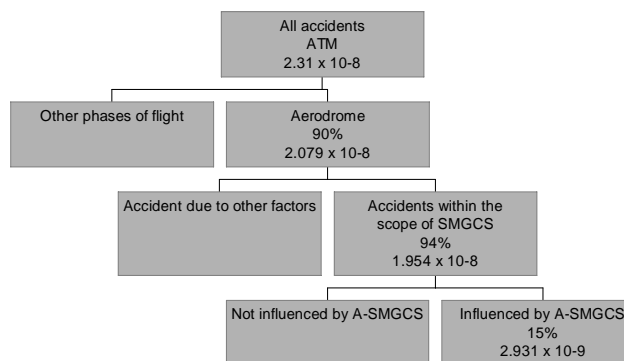 All accidents
ATM
2.31 x 10-8
Other phases of flight
Aerodrome
90%
2.079 x 10-8
Accident due to other factors
Accidents within the
scope of SMGCS
94%
1.954 x 10-8
Not influenced by A-SMGCS
Influenced by A-SMGCS
15%
2.931 x 10-9